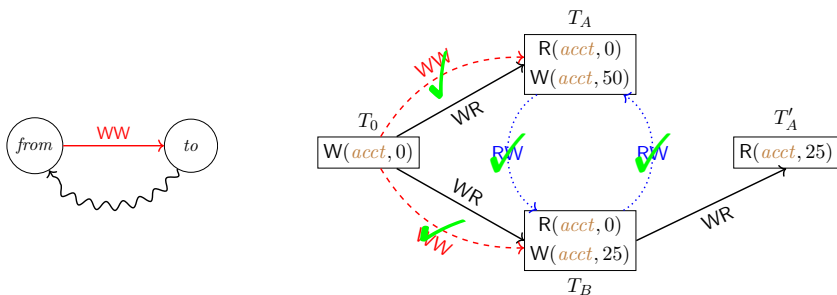 from
WW
to
T_0
W(acct, 0)
WW
WR
WR
WW
T_A
R(acct, 0)
W(acct, 50)
RW
RW
R(acct, 0)
W(acct, 25)
T_B
WR
T'_A
R(acct, 25)